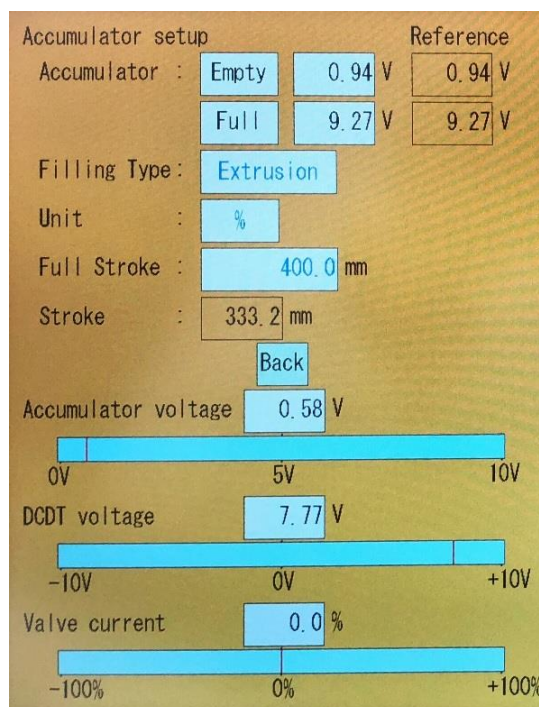 Accumulator setup Reference
Accumulator : Empty 0.94 V 0.94 V
Full 9.27 V 9.27 V
Filling Type: Extrusion
Unit : %
Full Stroke : 400.0 mm
Stroke : 333.2 mm
Back
Accumulator voltage 0.58 V
0V 5V 10V
DCDT voltage 7.77 V
-10V 0V +10V
Valve current 0.0 %
-100% 0% +100%